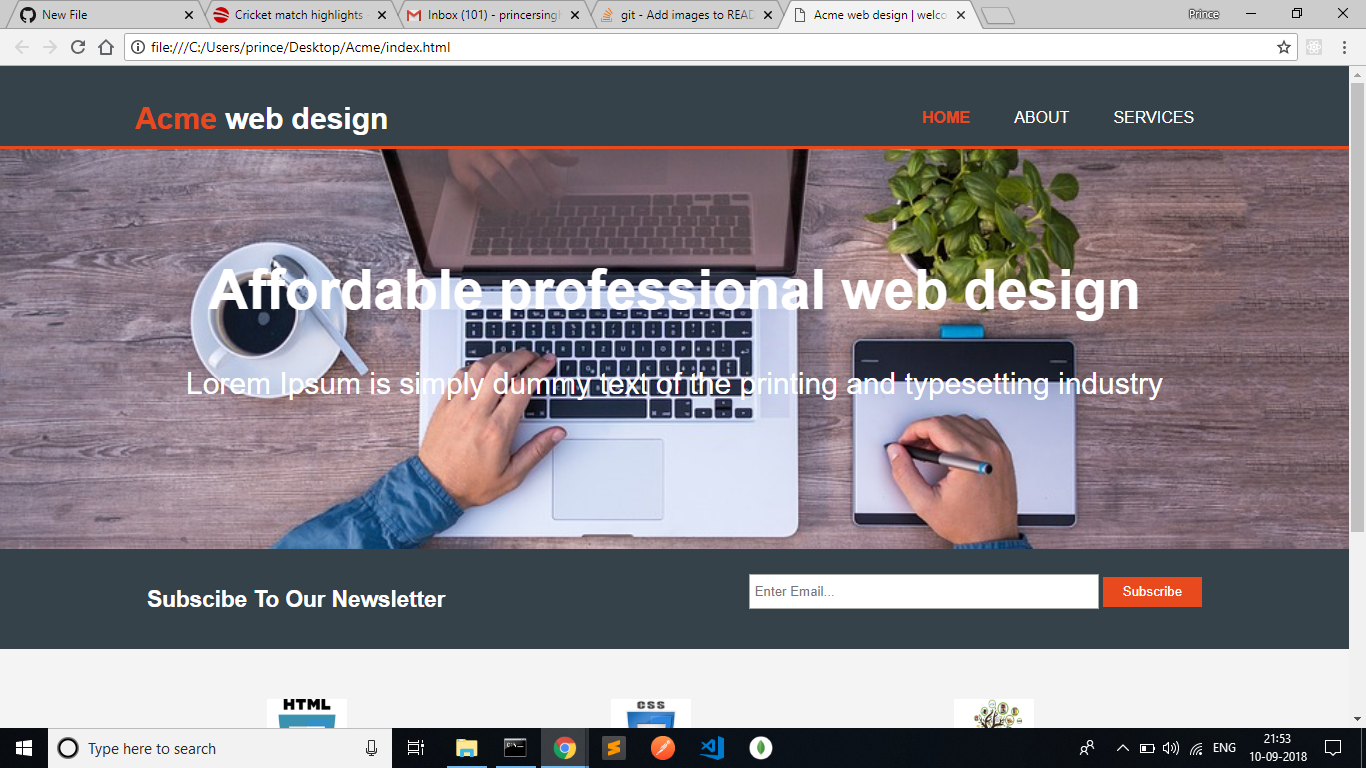 New File
Cricket match highlights
Inbox (101) - princersingh
git - Add images to READ
Acme web design | welco
Prince
file:///C:/Users/prince/Desktop/Acme/index.html
Acme web design
HOME ABOUT SERVICES
Affordable professional web design
Lorem Ipsum is simply dummy text of the printing and typesetting industry
Subscibe To Our Newsletter
Enter Email...
Subscribe
HTML
CSS
Type here to search
ENG
21:53
10-09-2018